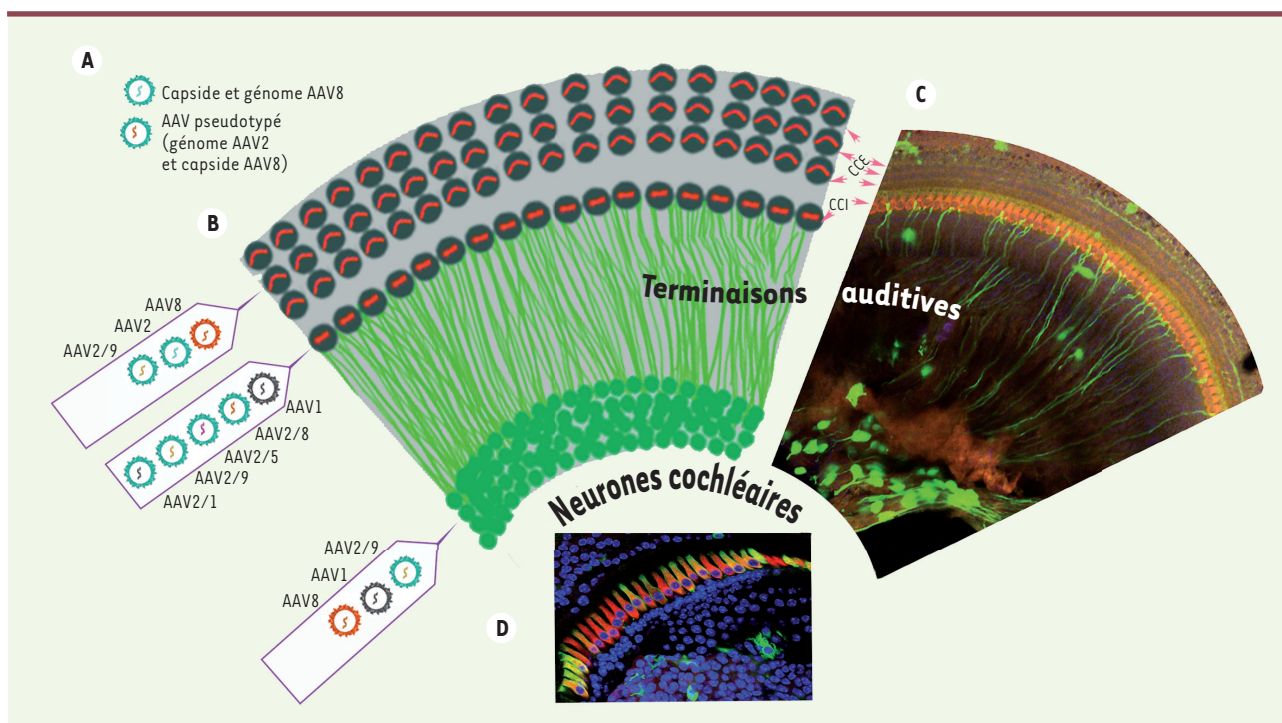 A
Capside et génome AAV8
AAV pseudotypé
(génome AAV2
et capside AAV8)
B
C
CCE
CCI
Terminaisons auditives
AAV8
AAV2
AAV2/9
AAV1
AAV2/8
AAV2/5
AAV2/9
AAV2/1
Neurones cochléaires
AAV2/9
AAV1
AAV8
D